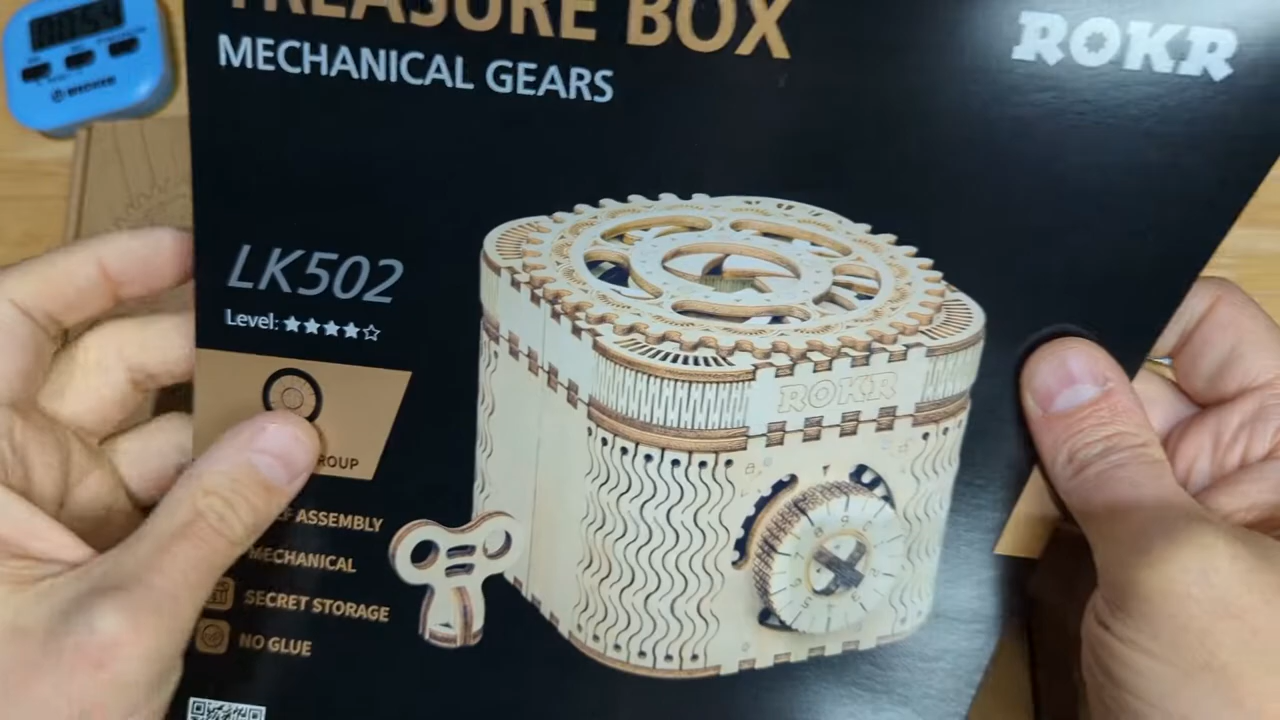 TREASURE BOX
ROKR
MECHANICAL GEARS
LK502
Level:
ROKR
ROUP
ASSEMBLY
MECHANICAL
SECRET STORAGE
NO GLUE